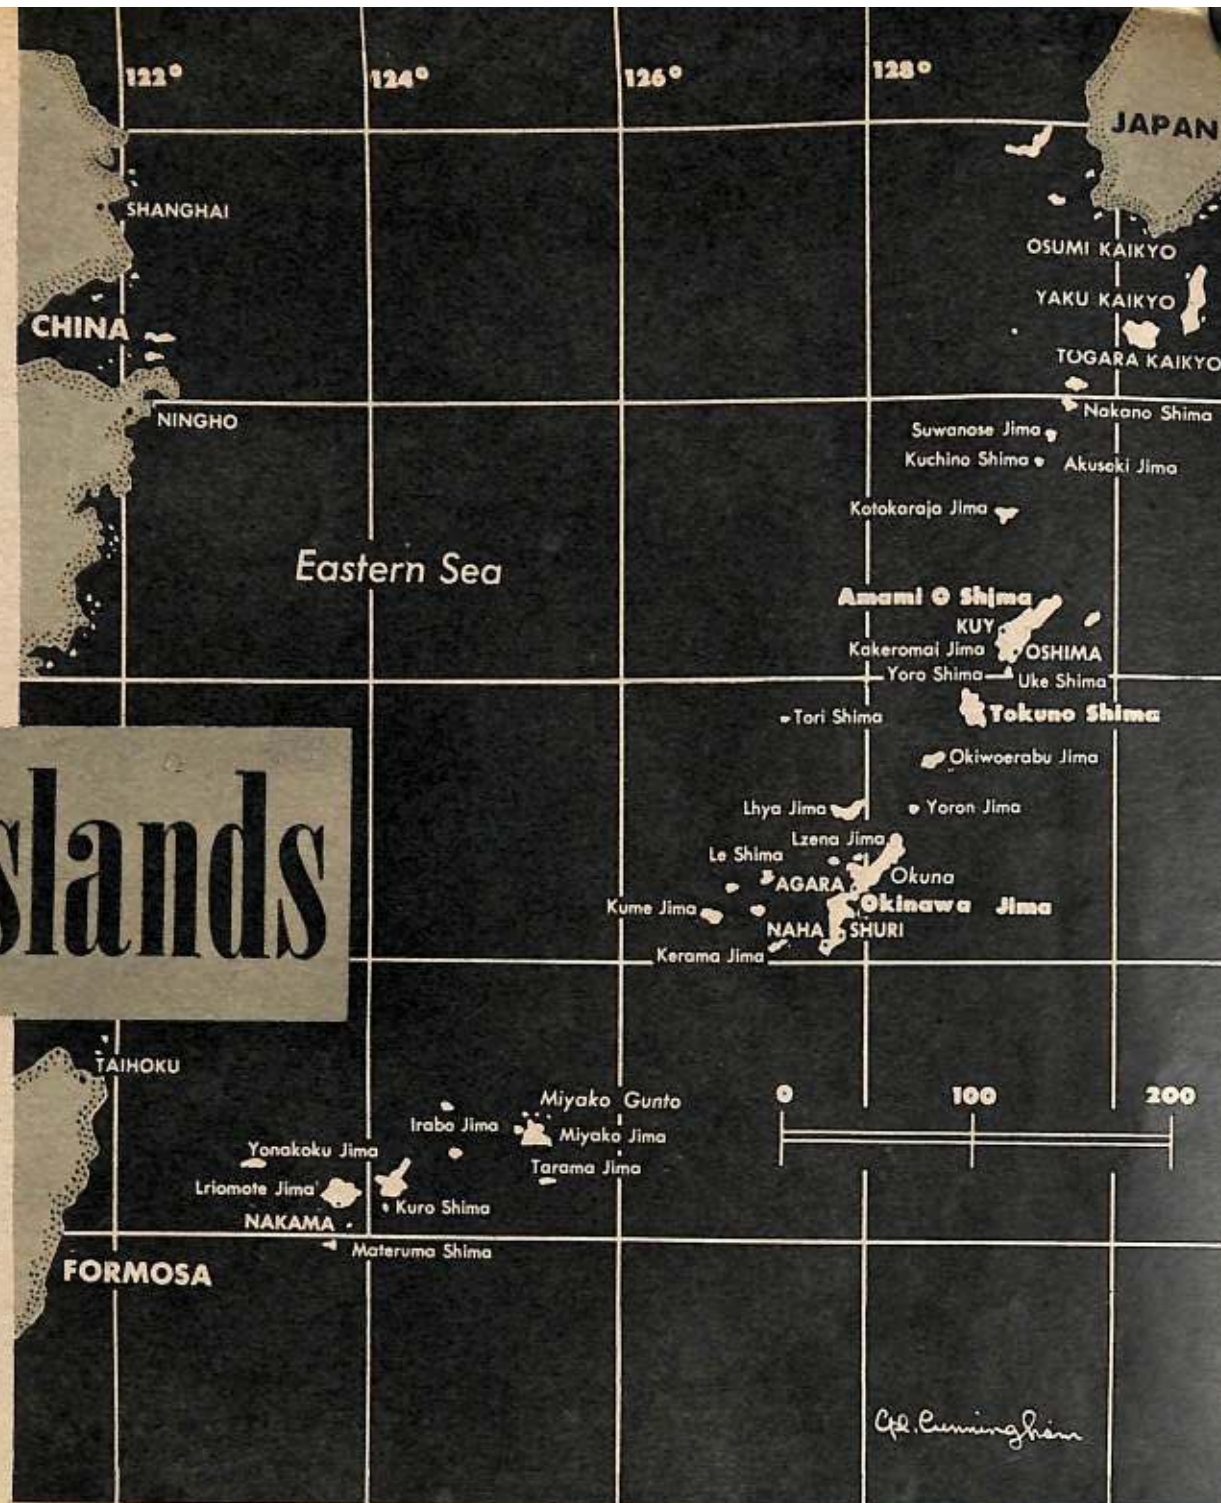 122°
124°
126°
128°
JAPAN
SHANGHAI
OSUMI KAIKYO
YAKU KAIKYO
CHINA
TOGARA KAIKYO
Nakano Shima
NINGHO
Suwanose Jima
Kuchino Shima
Akuseki Jima
Kotokaraja Jima
Eastern Sea
Amami O Shima
KUY
Kakeromai Jima
OSHIMA
Yoro Shima
Uke Shima
Tori Shima
Tokuno Shima
Okiwoerabu Jima
slands
Lhya Jima
Yoron Jima
Lzena Jima
Le Shima
AGARA
Okuna
Kume Jima
Okinawa Jima
NAHA
SHURI
Kerama Jima
TAIHOKU
0
100
200
Miyako Gunto
Irabo Jima
Miyako Jima
Yonakoku Jima
Tarama Jima
Lriomote Jima
Kuro Shima
NAKAMA
Materuma Shima
FORMOSA
Cpl. Cunningham